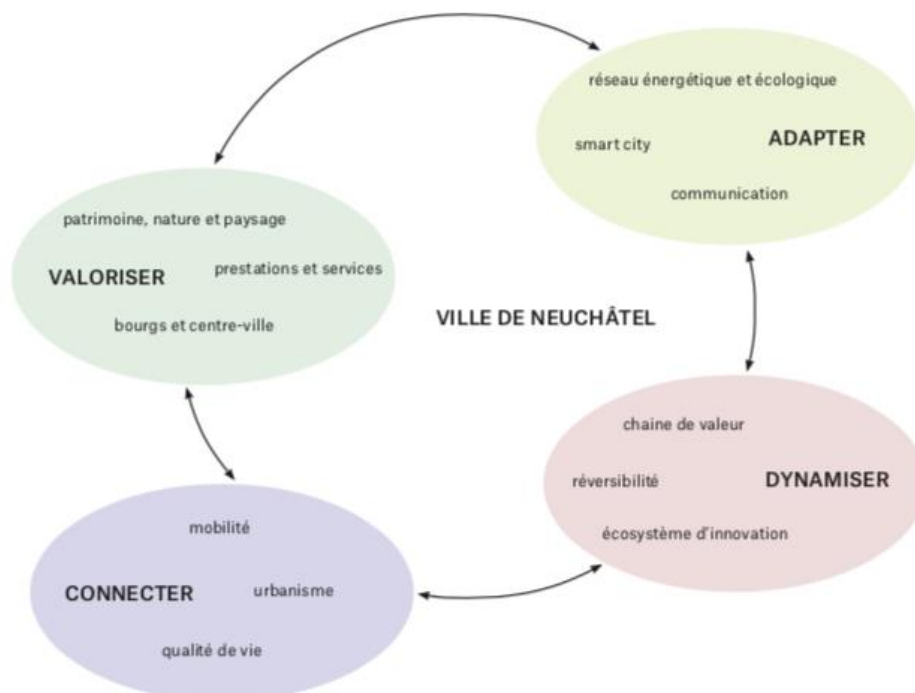 réseau énergétique et écologique
smart city
ADAPTER
communication
patrimoine, nature et paysage
prestations et services
VALORISER
bourgs et centre-ville
VILLE DE NEUCHÂTEL
chaine de valeur
réversibilité
DYNAMISER
écosystème d'innovation
mobilité
CONNECTER
urbanisme
qualité de vie